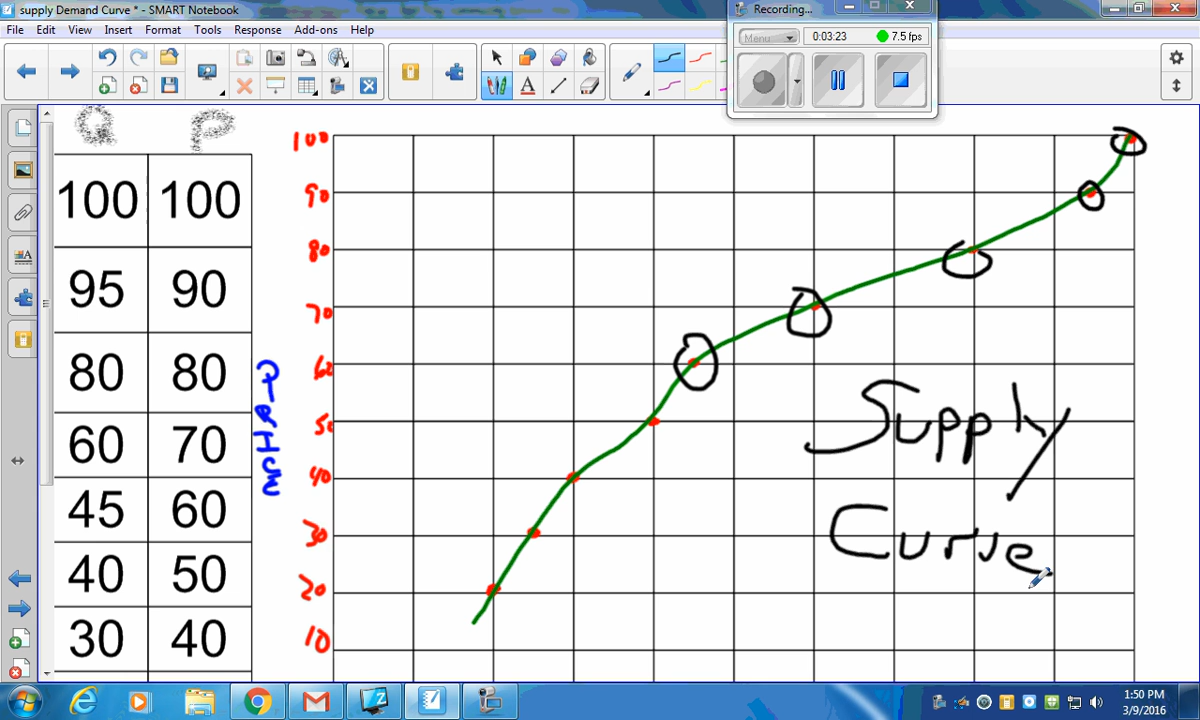 supply Demand Curve * - SMART Notebook
File Edit View Insert Format Tools Response Add-ons Help
Recording...
Menu 0:03:23 7.5 fps
Q P
100 100
95 90
80 80
60 70
45 60
40 50
30 40
Price
100
90
80
70
60
50
40
30
20
10
Supply
Curve
1:50 PM
3/9/2016